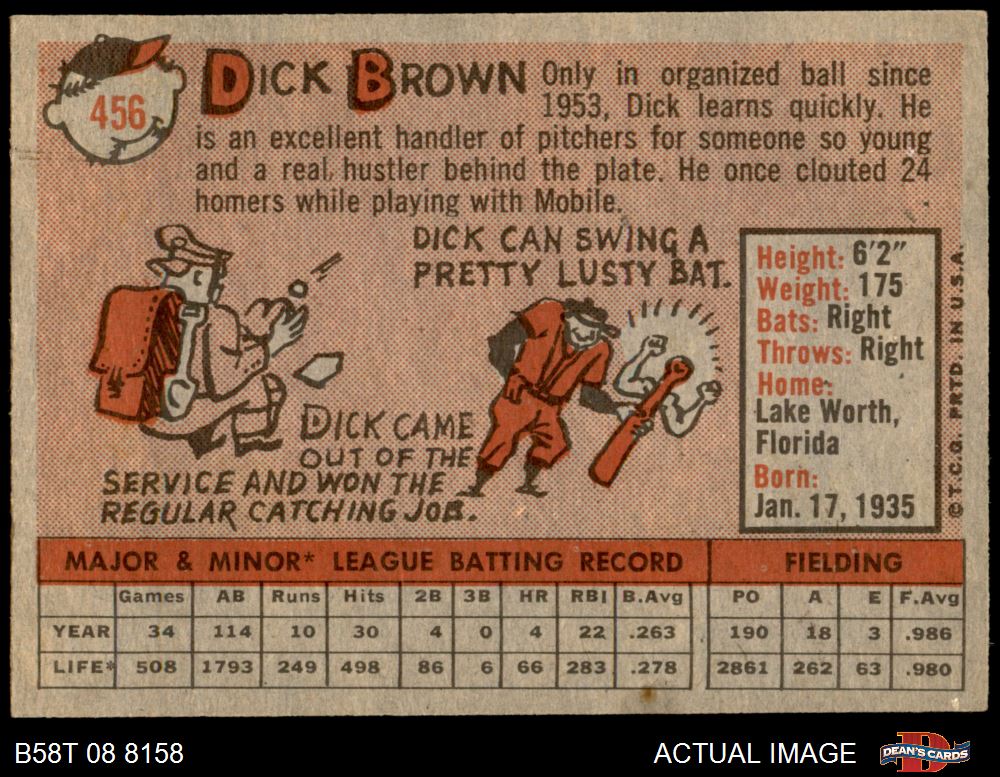 456
DICK BROWN
Only in organized ball since
1953, Dick learns quickly. He
is an excellent handler of pitchers for someone so young
and a real hustler behind the plate. He once clouted 24
homers while playing with Mobile.
DICK CAN SWING A
PRETTY LUSTY BAT.
DICK CAME
OUT OF THE
SERVICE AND WON THE
REGULAR CATCHING JOB.
Height: 6'2"
Weight: 175
Bats: Right
Throws: Right
Home:
Lake Worth,
Florida
Born:
Jan. 17, 1935
© T.C.G. PRTD. IN U.S.A.
MAJOR & MINOR* LEAGUE BATTING RECORD FIELDING
Games AB Runs Hits 2B 3B HR RBI B.Avg PO A E F.Avg
YEAR 34 114 10 30 4 0 4 22 .263 190 18 3 .986
LIFE* 508 1793 249 498 86 6 66 283 .278 2861 262 63 .980
B58T 08 8158
ACTUAL IMAGE
D
DEAN'S CARDS